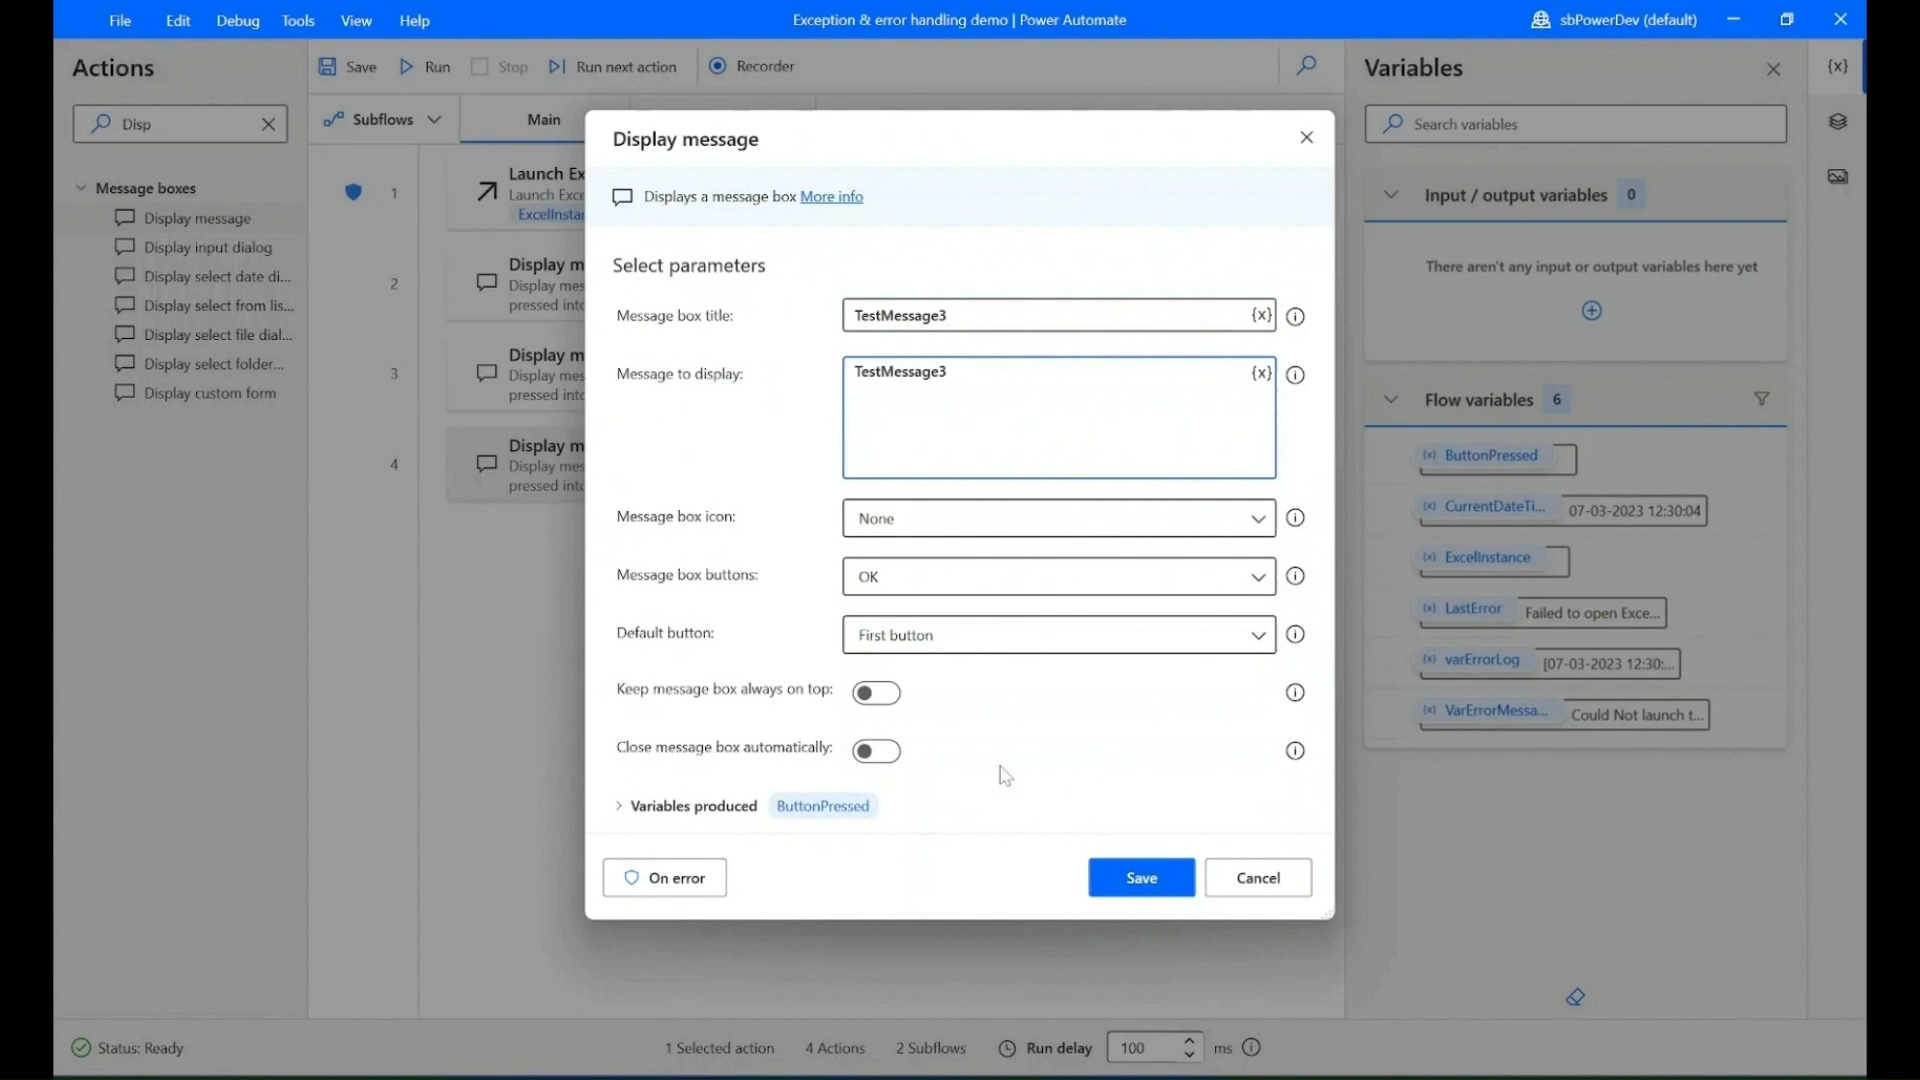 File Edit Debug Tools View Help
Exception & error handling demo | Power Automate
sbPowerDev (default)
Actions
Disp
Message boxes
Display message
Display input dialog
Display select date di...
Display select from lis...
Display select file dial...
Display select folder...
Display custom form
Save Run Stop Run next action Recorder
Subflows Main
1
Launch Ex
Launch Exce
ExcelInstan
2
Display m
Display mes
pressed into
3
Display m
Display mes
pressed into
4
Display m
Display mes
pressed into
Display message
Displays a message box More info
Select parameters
Message box title: TestMessage3 {x}
Message to display: TestMessage3 {x}
Message box icon: None
Message box buttons: OK
Default button: First button
Keep message box always on top:
Close message box automatically:
Variables produced ButtonPressed
On error Save Cancel
Variables
{x}
Search variables
Input / output variables 0
There aren't any input or output variables here yet
Flow variables 6
(x) ButtonPressed
(x) CurrentDateTi... 07-03-2023 12:30:04
(x) ExcelInstance
(x) LastError Failed to open Exce...
(x) varErrorLog [07-03-2023 12:30:...
(x) VarErrorMessa... Could Not launch t...
Status: Ready 1 Selected action 4 Actions 2 Subflows Run delay 100 ms